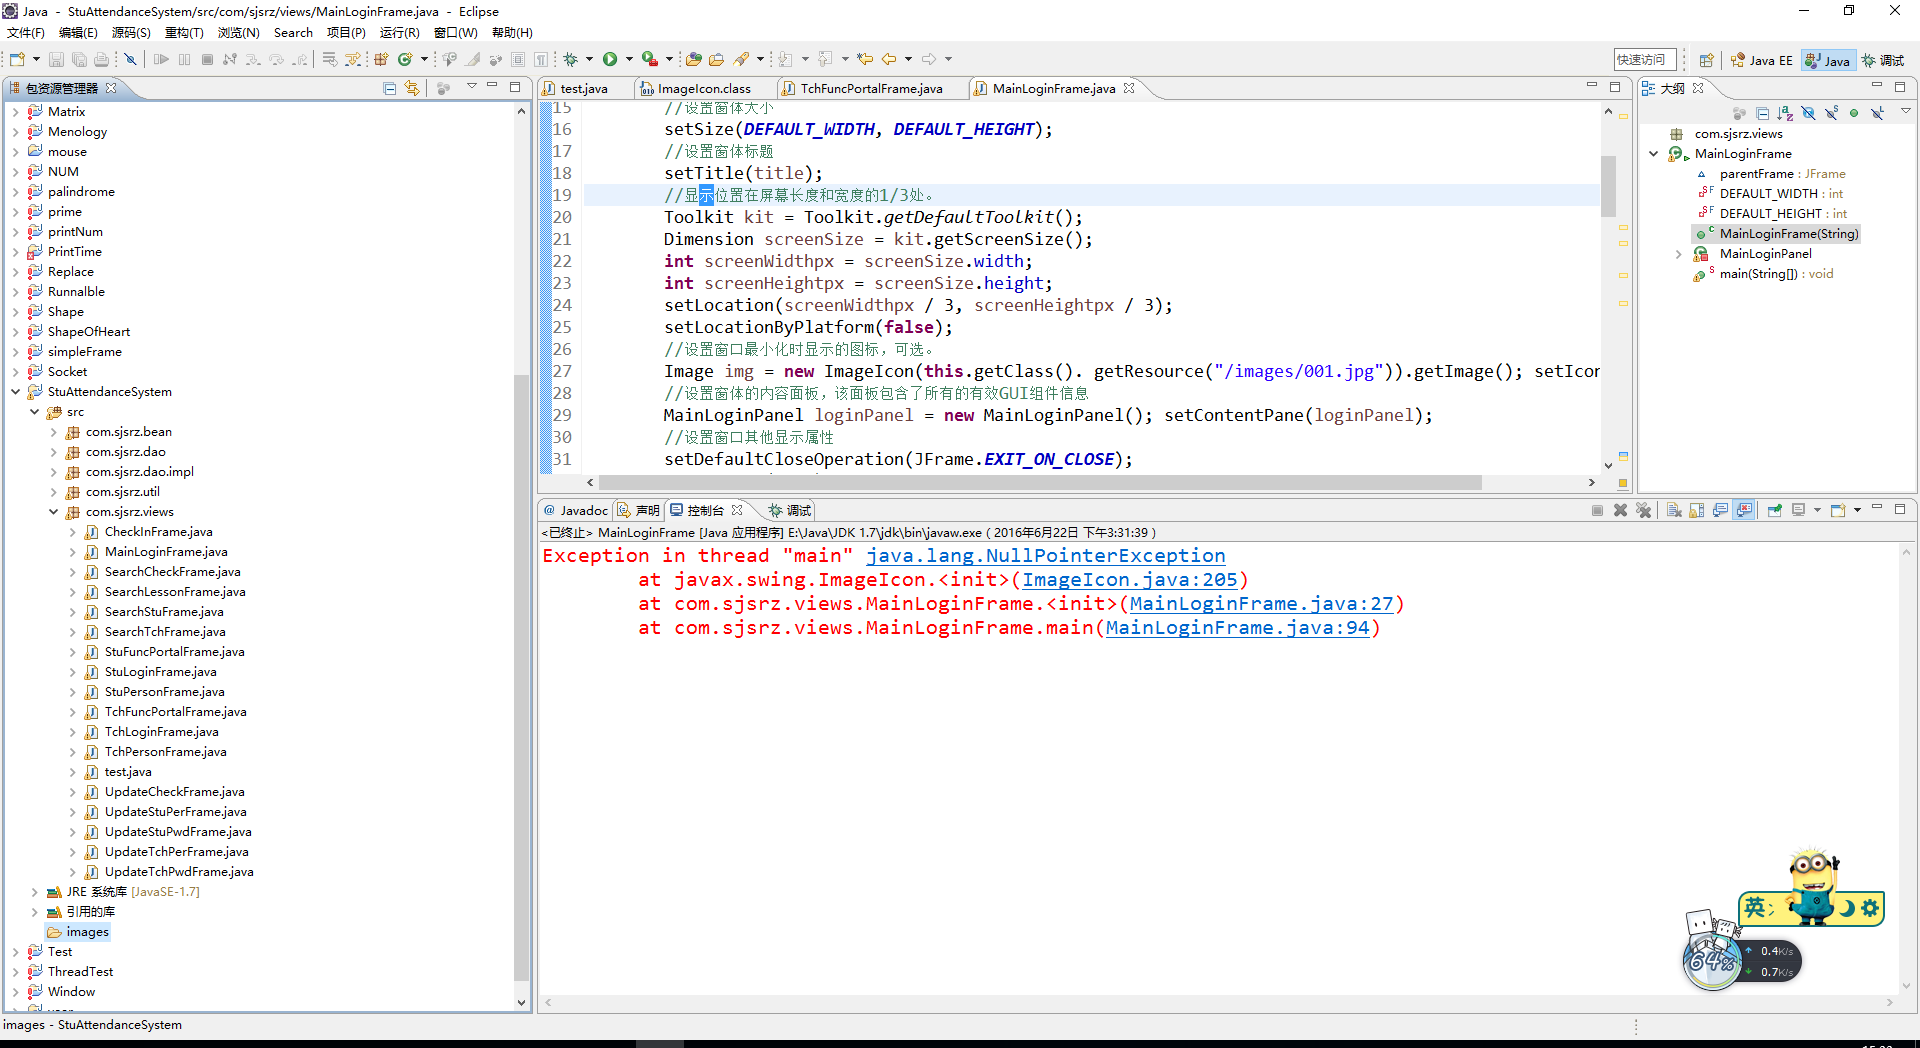 Java - StuAttendanceSystem/src/com/sjsrz/views/MainLoginFrame.java - Eclipse
文件(F) 编辑(E) 源码(S) 重构(T) 浏览(N) Search 项目(P) 运行(R) 窗口(W) 帮助(H)
快速访问 Java EE Java 调试
包资源管理器
Matrix
Menology
mouse
NUM
palindrome
prime
printNum
PrintTime
Replace
Runnalble
Shape
ShapeOfHeart
simpleFrame
Socket
StuAttendanceSystem
src
com.sjsrz.bean
com.sjsrz.dao
com.sjsrz.dao.impl
com.sjsrz.util
com.sjsrz.views
CheckInFrame.java
MainLoginFrame.java
SearchCheckFrame.java
SearchLessonFrame.java
SearchStuFrame.java
SearchTchFrame.java
StuFuncPortalFrame.java
StuLoginFrame.java
StuPersonFrame.java
TchFuncPortalFrame.java
TchLoginFrame.java
TchPersonFrame.java
test.java
UpdateCheckFrame.java
UpdateStuPerFrame.java
UpdateStuPwdFrame.java
UpdateTchPerFrame.java
UpdateTchPwdFrame.java
JRE 系统库 [JavaSE-1.7]
引用的库
images
Test
ThreadTest
Window
test.java ImageIcon.class TchFuncPortalFrame.java MainLoginFrame.java
15 //设置窗体大小
16 setSize(DEFAULT_WIDTH, DEFAULT_HEIGHT);
17 //设置窗体标题
18 setTitle(title);
19 //显示位置在屏幕长度和宽度的1/3处。
20 Toolkit kit = Toolkit.getDefaultToolkit();
21 Dimension screenSize = kit.getScreenSize();
22 int screenWidthpx = screenSize.width;
23 int screenHeightpx = screenSize.height;
24 setLocation(screenWidthpx / 3, screenHeightpx / 3);
25 setLocationByPlatform(false);
26 //设置窗口最小化时显示的图标，可选。
27 Image img = new ImageIcon(this.getClass(). getResource("/images/001.jpg")).getImage(); setIcon
28 //设置窗体的内容面板，该面板包含了所有的有效GUI组件信息
29 MainLoginPanel loginPanel = new MainLoginPanel(); setContentPane(loginPanel);
30 //设置窗口其他显示属性
31 setDefaultCloseOperation(JFrame.EXIT_ON_CLOSE);
大纲
com.sjsrz.views
MainLoginFrame
parentFrame : JFrame
DEFAULT_WIDTH : int
DEFAULT_HEIGHT : int
MainLoginFrame(String)
MainLoginPanel
main(String[]) : void
@ Javadoc 声明 控制台 调试
<已终止> MainLoginFrame [Java 应用程序] E:\Java\JDK 1.7\jdk\bin\javaw.exe ( 2016年6月22日 下午3:31:39 )
Exception in thread "main" java.lang.NullPointerException
at javax.swing.ImageIcon.<init>(ImageIcon.java:205)
at com.sjsrz.views.MainLoginFrame.<init>(MainLoginFrame.java:27)
at com.sjsrz.views.MainLoginFrame.main(MainLoginFrame.java:94)
英
64%
0.4K/s
0.7K/s
images - StuAttendanceSystem